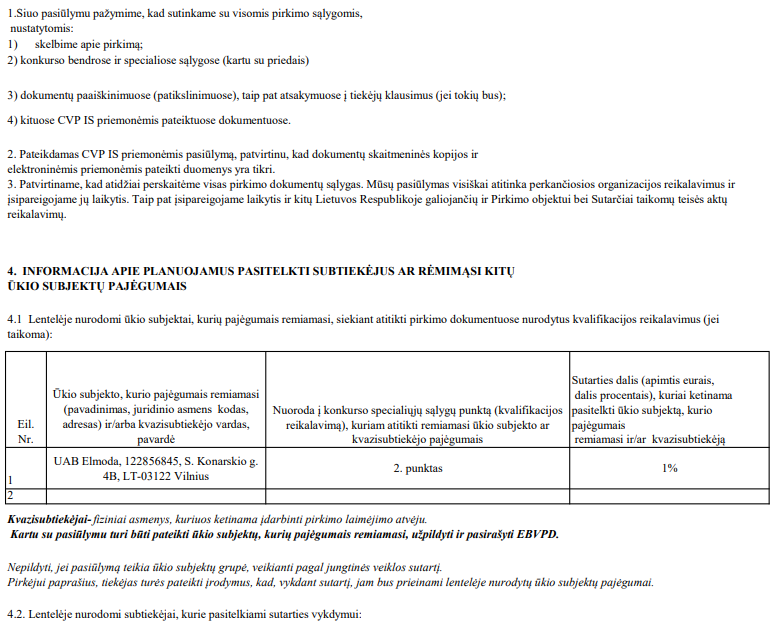 1.Siuo pasiūlymu pažymime, kad sutinkame su visomis pirkimo sąlygomis,
nustatytomis:
1) skelbime apie pirkimą;
2) konkurso bendrose ir specialiose sąlygose (kartu su priedais)
3) dokumentų paaiškinimuose (patikslinimuose), taip pat atsakymuose į tiekėjų klausimus (jei tokių bus);
4) kituose CVP IS priemonėmis pateiktuose dokumentuose.
2. Pateikdamas CVP IS priemonėmis pasiūlymą, patvirtinu, kad dokumentų skaitmeninės kopijos ir
elektroninėmis priemonėmis pateikti duomenys yra tikri.
3. Patvirtiname, kad atidžiai perskaitėme visas pirkimo dokumentų sąlygas. Mūsų pasiūlymas visiškai atitinka perkančiosios organizacijos reikalavimus ir
įsipareigojame jų laikytis. Taip pat įsipareigojame laikytis ir kitų Lietuvos Respublikoje galiojančių ir Pirkimo objektui bei Sutarčiai taikomų teisės aktų
reikalavimų.
4. INFORMACIJA APIE PLANUOJAMUS PASITELKTI SUBTIEKĖJUS AR RĖMIMĄSI KITŲ
ŪKIO SUBJEKTŲ PAJĖGUMAIS
4.1 Lentelėje nurodomi ūkio subjektai, kurių pajėgumais remiamasi, siekiant atitikti pirkimo dokumentuose nurodytus kvalifikacijos reikalavimus (jei
taikoma):
Eil.
Nr.
Ūkio subjekto, kurio pajėgumais remiamasi
(pavadinimas, juridinio asmens kodas,
adresas) ir/arba kvazisubtiekėjo vardas,
pavardė
Nuoroda į konkurso specialiųjų sąlygų punktą (kvalifikacijos
reikalavimą), kuriam atitikti remiamasi ūkio subjekto ar
kvazisubtiekėjo pajėgumais
Sutarties dalis (apimtis eurais,
dalis procentais), kuriai ketinama
pasitelkti ūkio subjektą, kurio
pajėgumais
remiamasi ir/ar kvazisubtiekėją
1
UAB Elmoda, 122856845, S. Konarskio g.
4B, LT-03122 Vilnius
2. punktas
1%
2
Kvazisubtiekėjai- fiziniai asmenys, kuriuos ketinama įdarbinti pirkimo laimėjimo atvėju.
Kartu su pasiūlymu turi būti pateikti ūkio subjektų, kurių pajėgumais remiamasi, užpildyti ir pasirašyti EBVPD.
Nepildyti, jei pasiūlymą teikia ūkio subjektų grupė, veikianti pagal jungtinės veiklos sutartį.
Pirkėjui paprašius, tiekėjas turės pateikti įrodymus, kad, vykdant sutartį, jam bus prieinami lentelėje nurodytų ūkio subjektų pajėgumai.
4.2. Lentelėje nurodomi subtiekėjai, kurie pasitelkiami sutarties vykdymui: